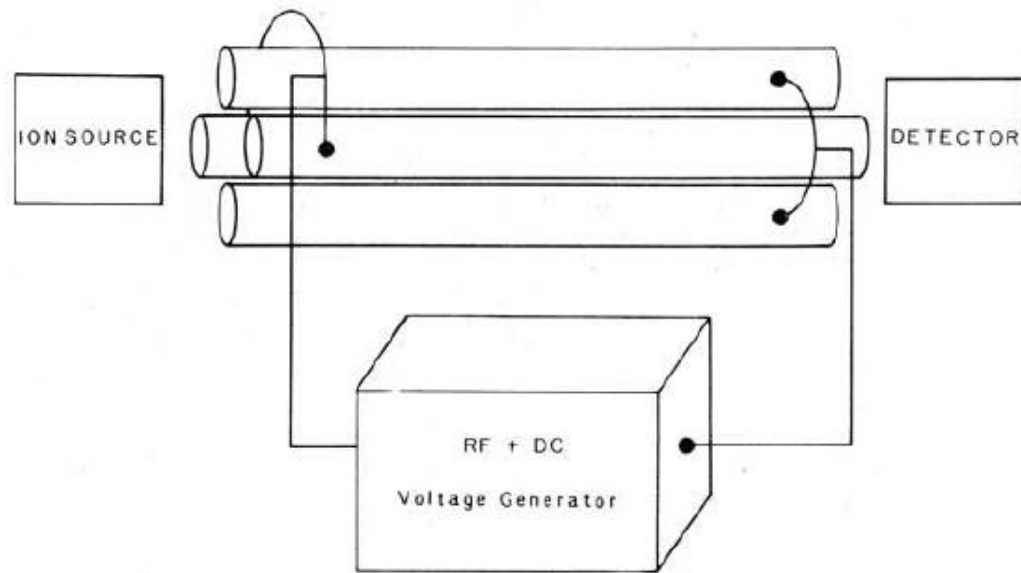 ION SOURCE
DETECTOR
RF + DC
Voltage Generator